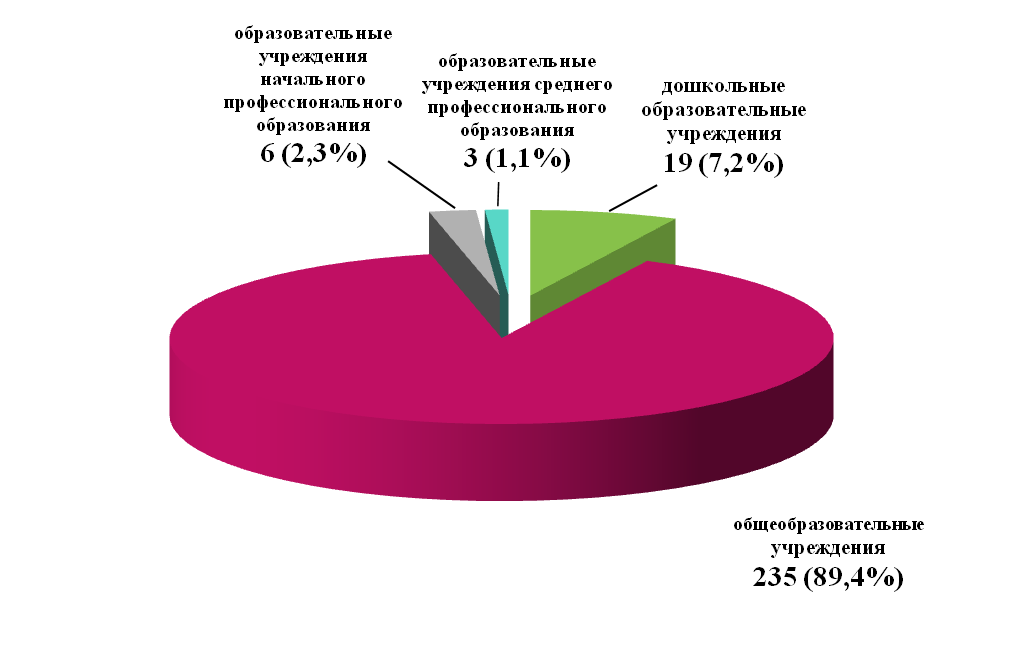 образовательные
учреждения
начального
профессионального
образования
6 (2,3%)
образовательные
учреждения среднего
профессионального
образования
3 (1,1%)
дошкольные
образовательные
учреждения
19 (7,2%)
общеобразовательные
учреждения
235 (89,4%)